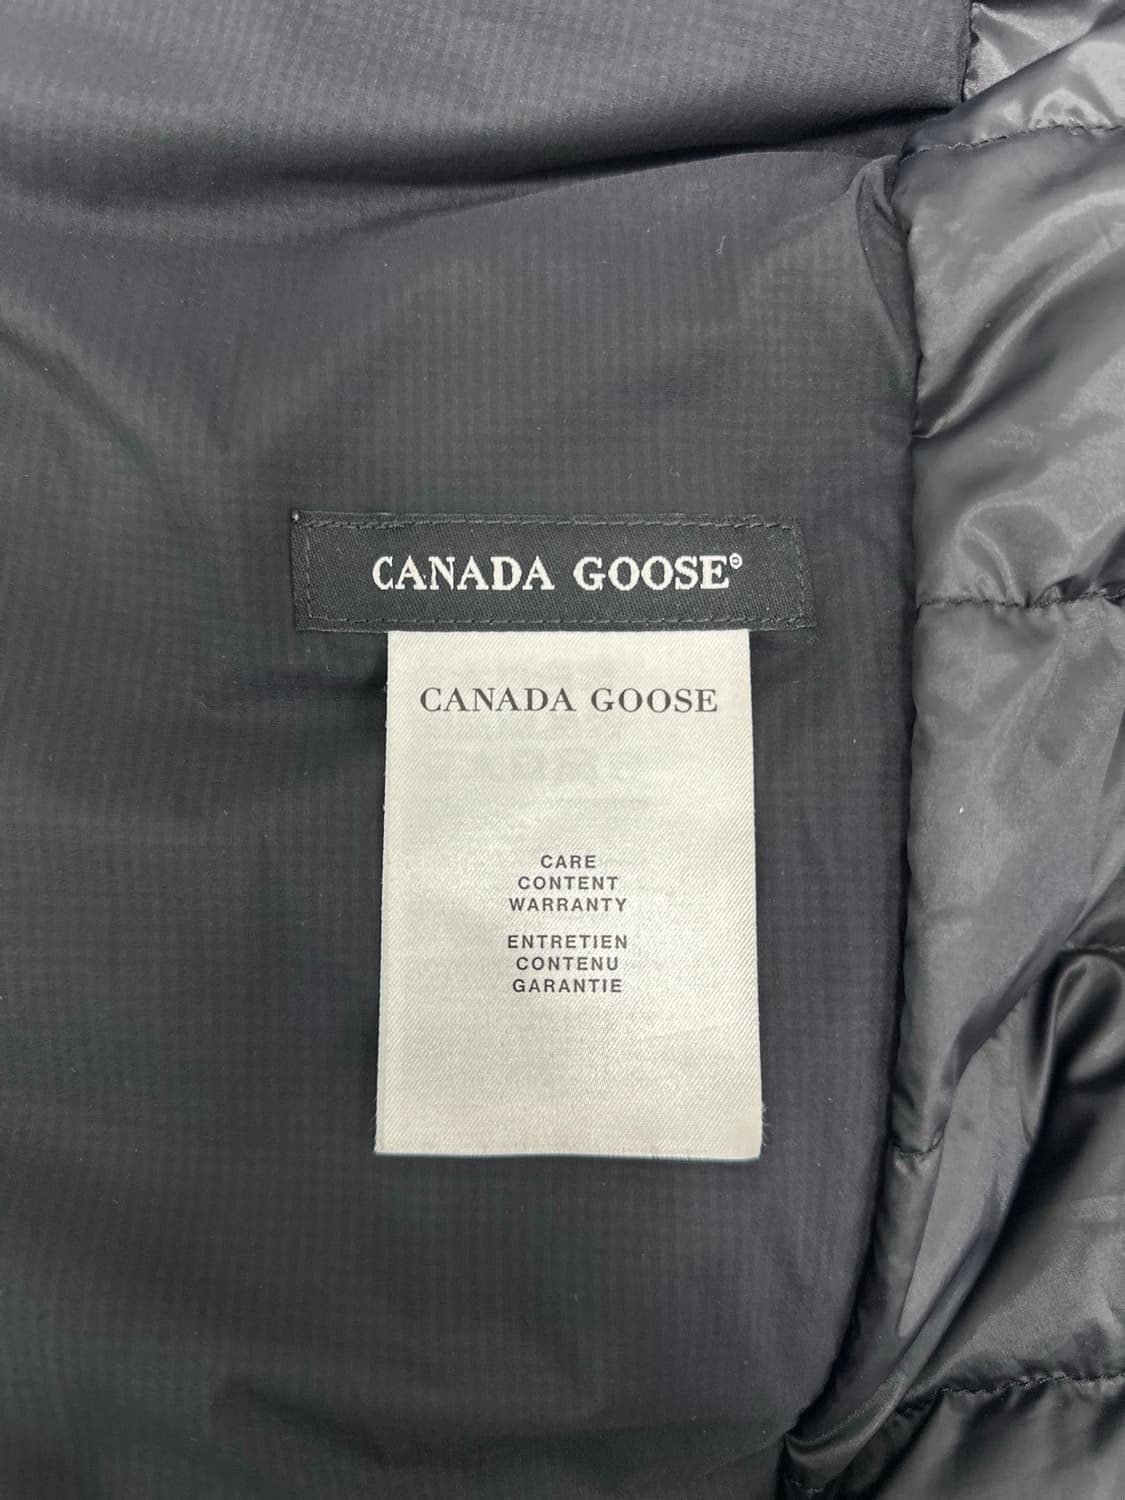 CANADA GOOSE®
CANADA GOOSE
CARE
CONTENT
WARRANTY
ENTRETIEN
CONTENU
GARANTIE